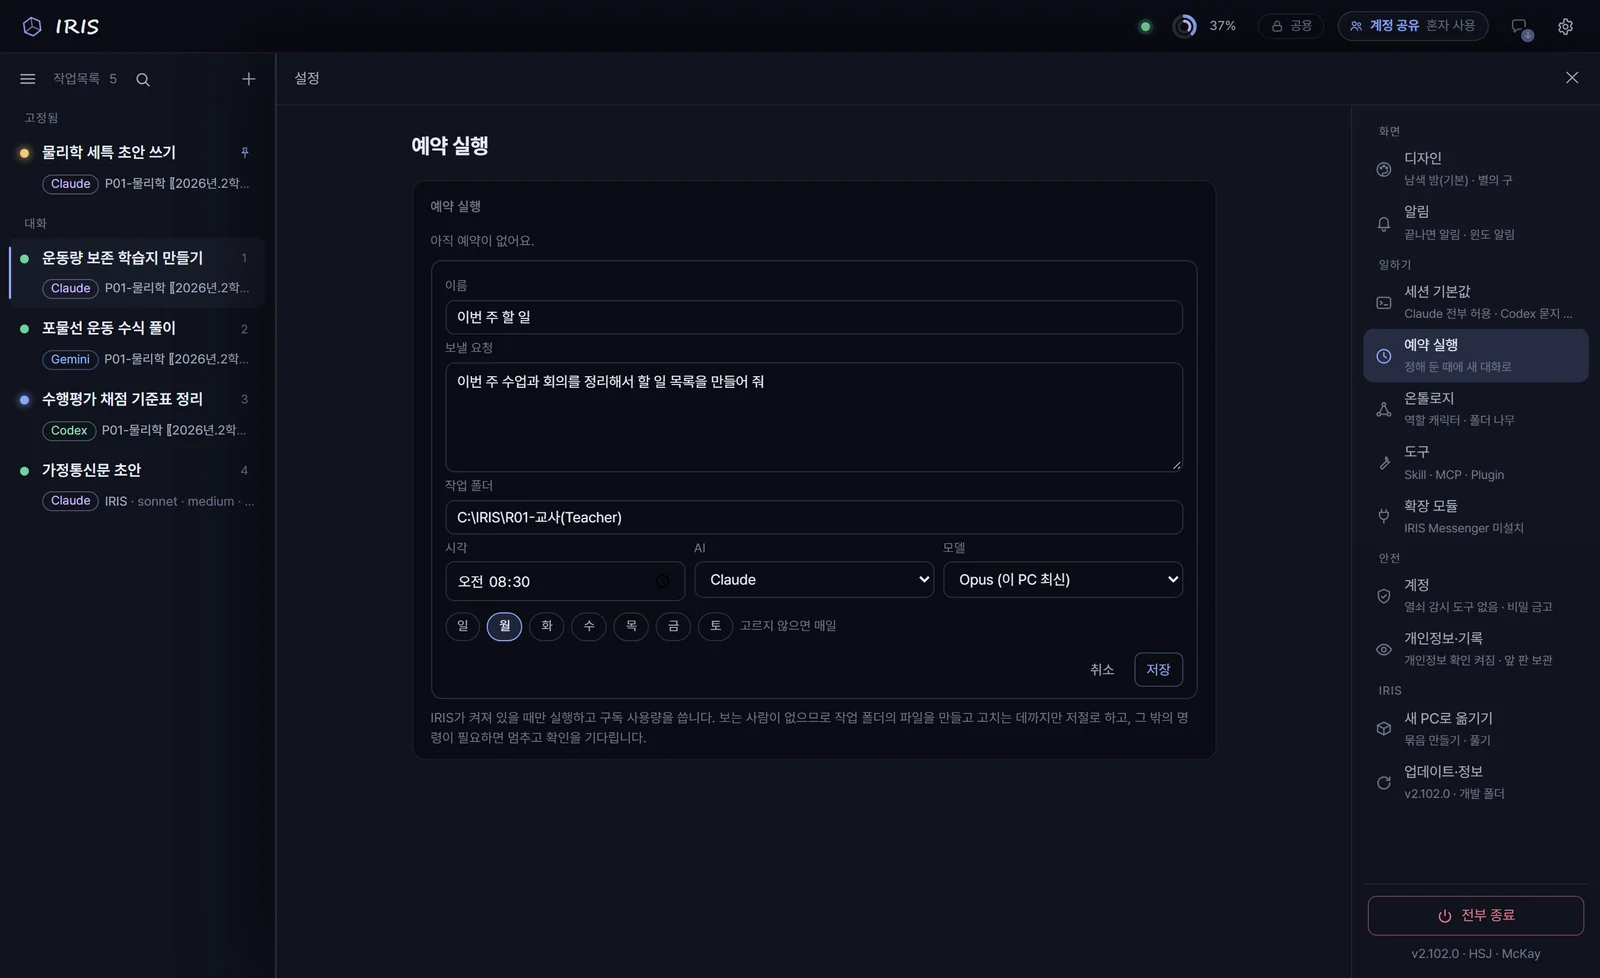 IRIS
37%
공용
계정 공유 혼자 사용
작업목록 5
고정됨
물리학 세특 초안 쓰기
Claude P01-물리학 〖2026년.2학...
대화
운동량 보존 학습지 만들기 1
Claude P01-물리학 〖2026년.2학...
포물선 운동 수식 풀이 2
Gemini P01-물리학 〖2026년.2학...
수행평가 채점 기준표 정리 3
Codex P01-물리학 〖2026년.2학...
가정통신문 초안 4
Claude IRIS · sonnet · medium · ...
설정
예약 실행
예약 실행
아직 예약이 없어요.
이름
이번 주 할 일
보낼 요청
이번 주 수업과 회의를 정리해서 할 일 목록을 만들어 줘
작업 폴더
C:\IRIS\R01-교사(Teacher)
시각 AI 모델
오전 08:30 Claude Opus (이 PC 최신)
일 월 화 수 목 금 토 고르지 않으면 매일
취소 저장
IRIS가 켜져 있을 때만 실행하고 구독 사용량을 씁니다. 보는 사람이 없으므로 작업 폴더의 파일을 만들고 고치는 데까지만 저절로 하고, 그 밖의 명
령이 필요하면 멈추고 확인을 기다립니다.
화면
디자인
남색 밤(기본) · 별의 구
알림
끝나면 알림 · 윈도 알림
일하기
세션 기본값
Claude 전부 허용 · Codex 묻지 ...
예약 실행
정해 둔 때에 새 대화로
온톨로지
역할 캐릭터 · 폴더 나무
도구
Skill · MCP · Plugin
확장 모듈
IRIS Messenger 미설치
안전
계정
열쇠 감시 도구 없음 · 비밀 금고
개인정보·기록
개인정보 확인 켜짐 · 앞 판 보관
IRIS
새 PC로 옮기기
묶음 만들기 · 풀기
업데이트·정보
v2.102.0 · 개발 폴더
전부 종료
v2.102.0 · HSJ · McKay